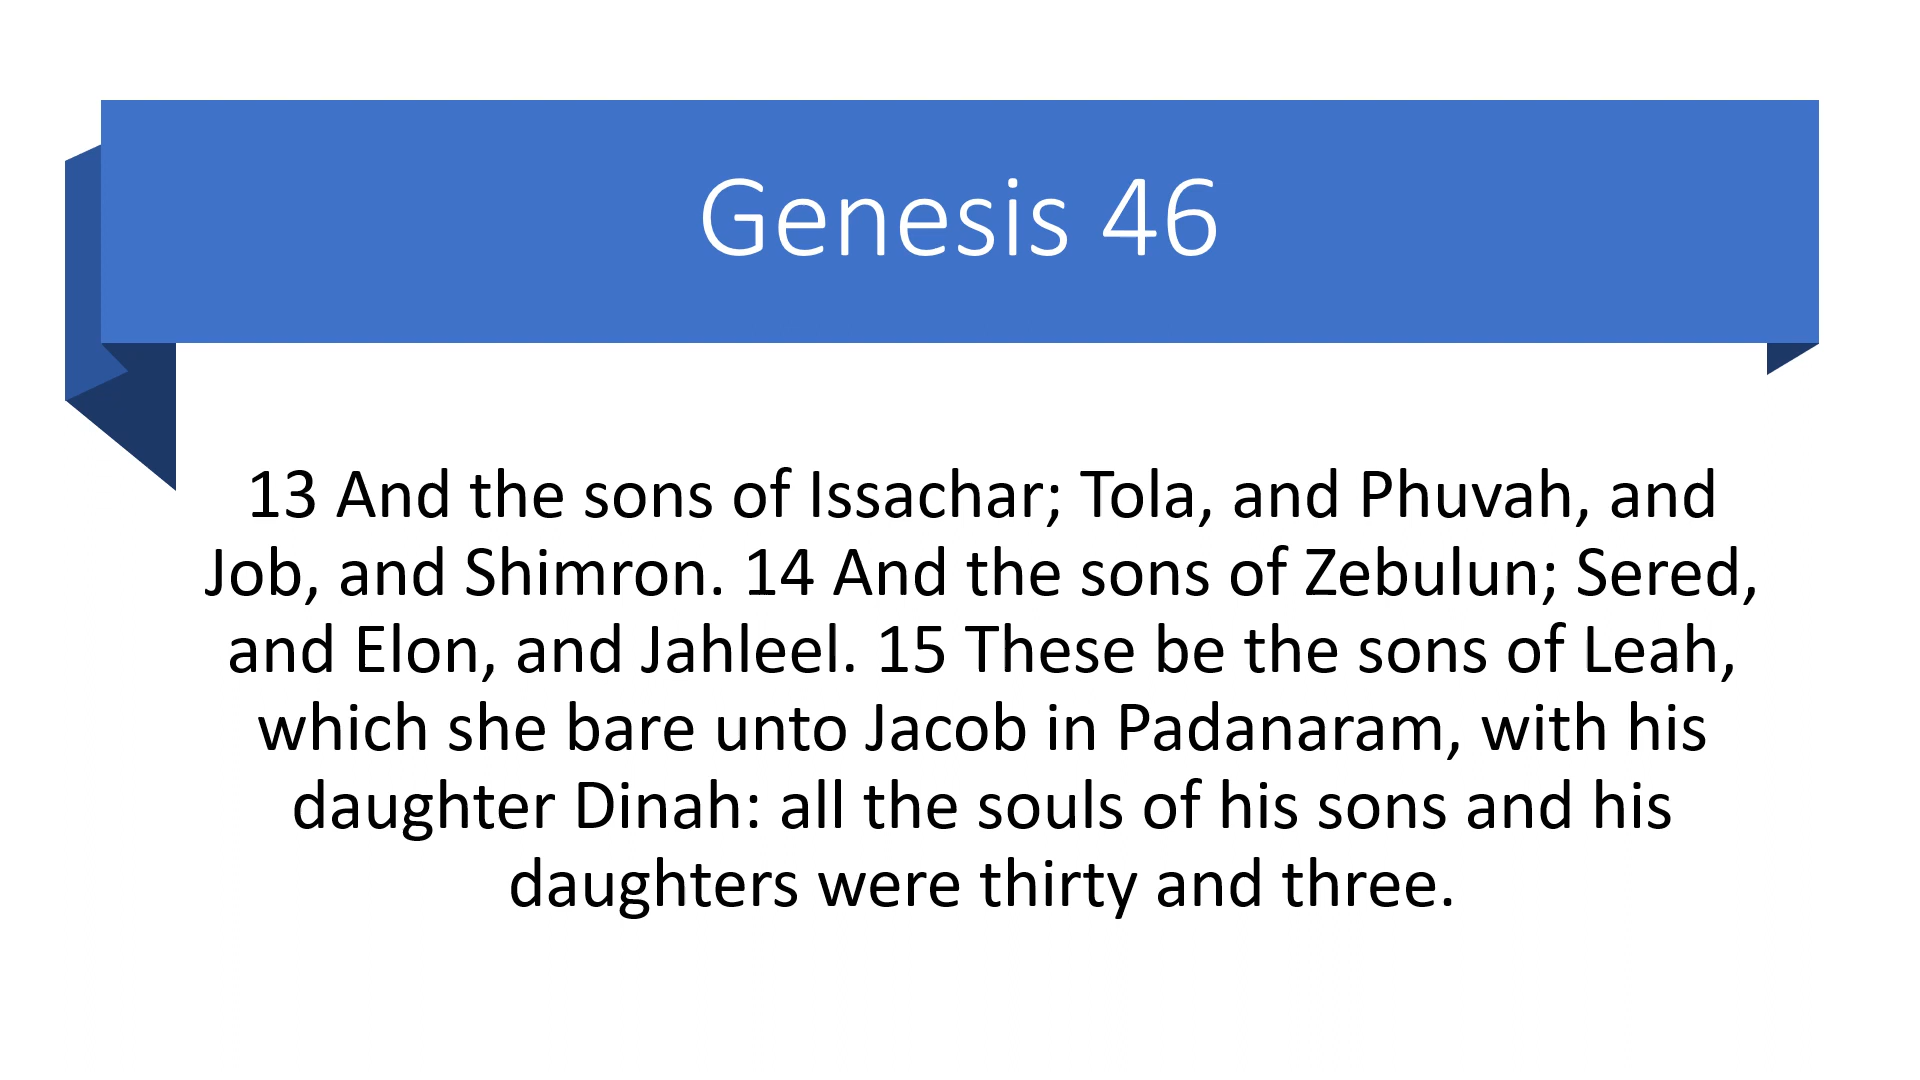 Genesis 46
13 And the sons of Issachar; Tola, and Phuvah, and
Job, and Shimron. 14 And the sons of Zebulun; Sered,
and Elon, and Jahleel. 15 These be the sons of Leah,
which she bare unto Jacob in Padanaram, with his
daughter Dinah: all the souls of his sons and his
daughters were thirty and three.